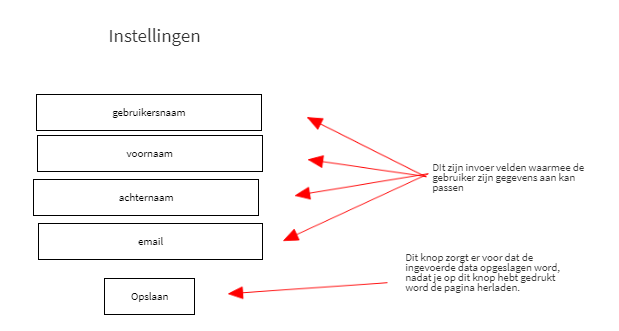 Instellingen
gebruikersnaam
voornaam
achternaam
email
Opslaan
DIt zijn invoer velden waarmee de
gebruiker zijn gegevens aan kan
passen
Dit knop zorgt er voor dat de
ingevoerde data opgeslagen word,
nadat je op dit knop hebt gedrukt
word de pagina herladen.